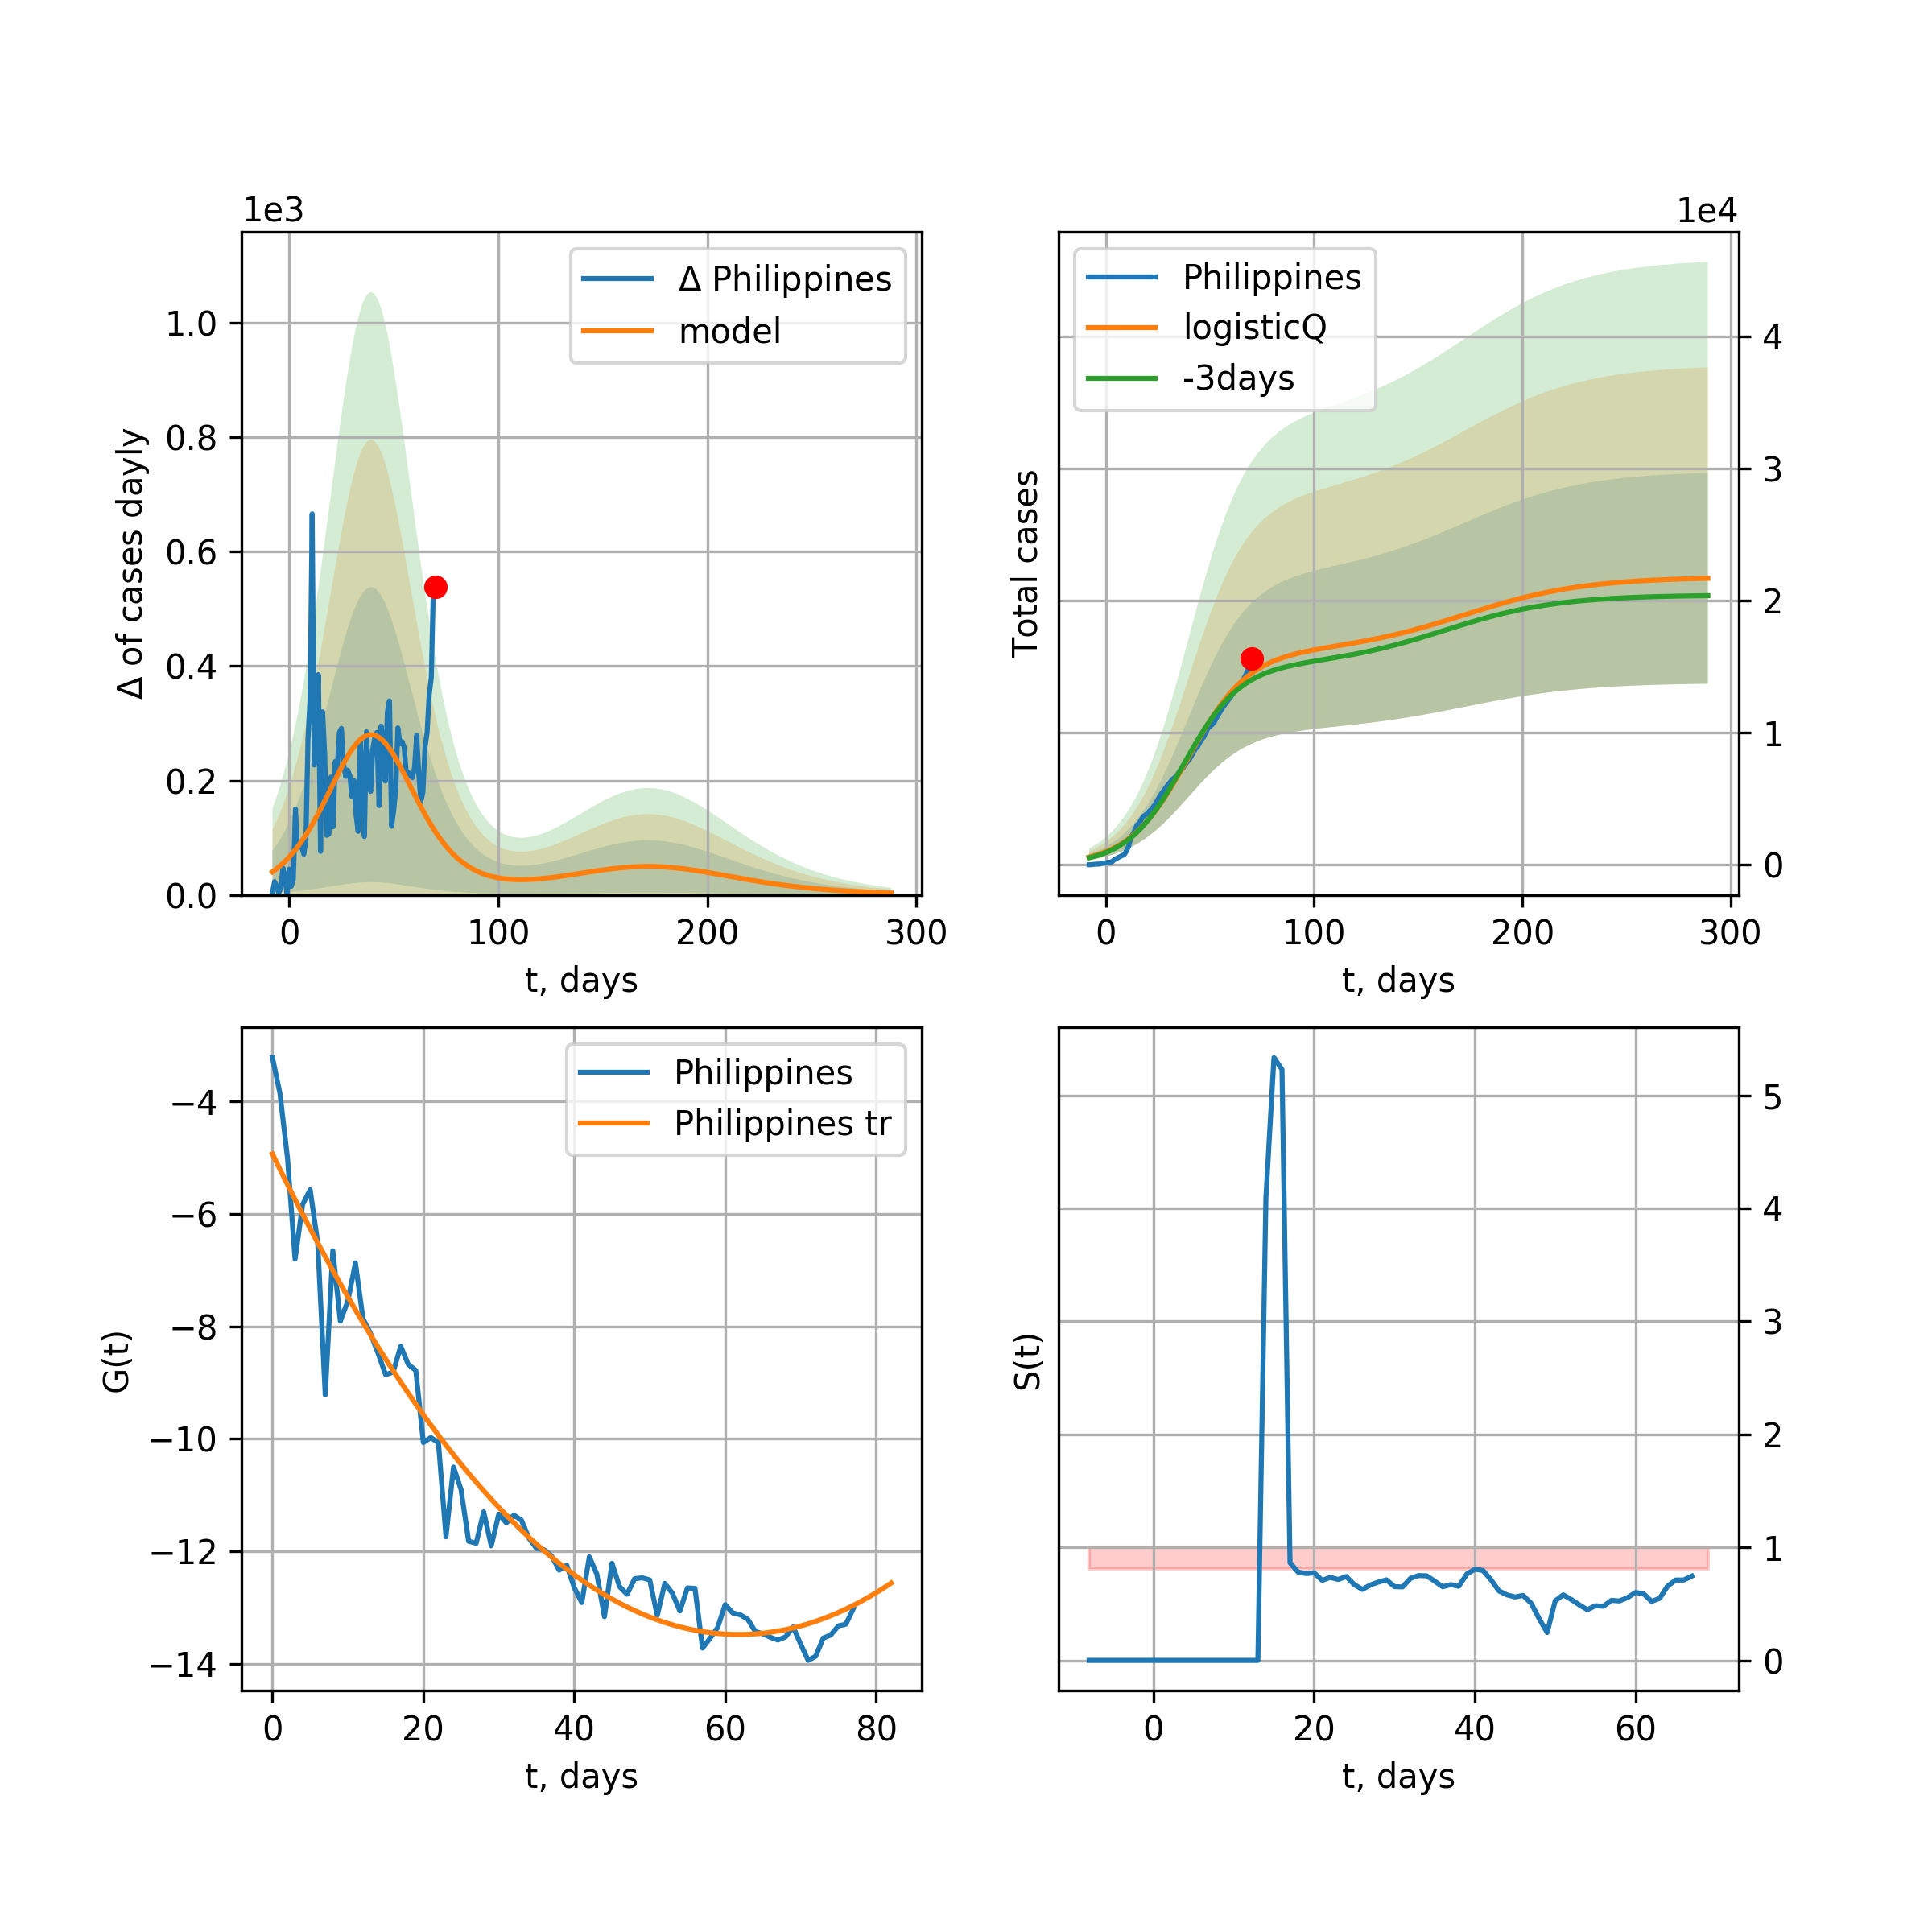 1e3
Δ of cases dayly
1.0
0.8
0.6
0.4
0.2
0.0
Δ Philippines
model
0 100 200 300
t, days
1e4
Total cases
Philippines
logisticQ
-3days
4
3
2
1
0
0 100 200 300
t, days
G(t)
−4
−6
−8
−10
−12
−14
Philippines
Philippines tr
0 20 40 60 80
t, days
S(t)
5
4
3
2
1
0
0 20 40 60
t, days